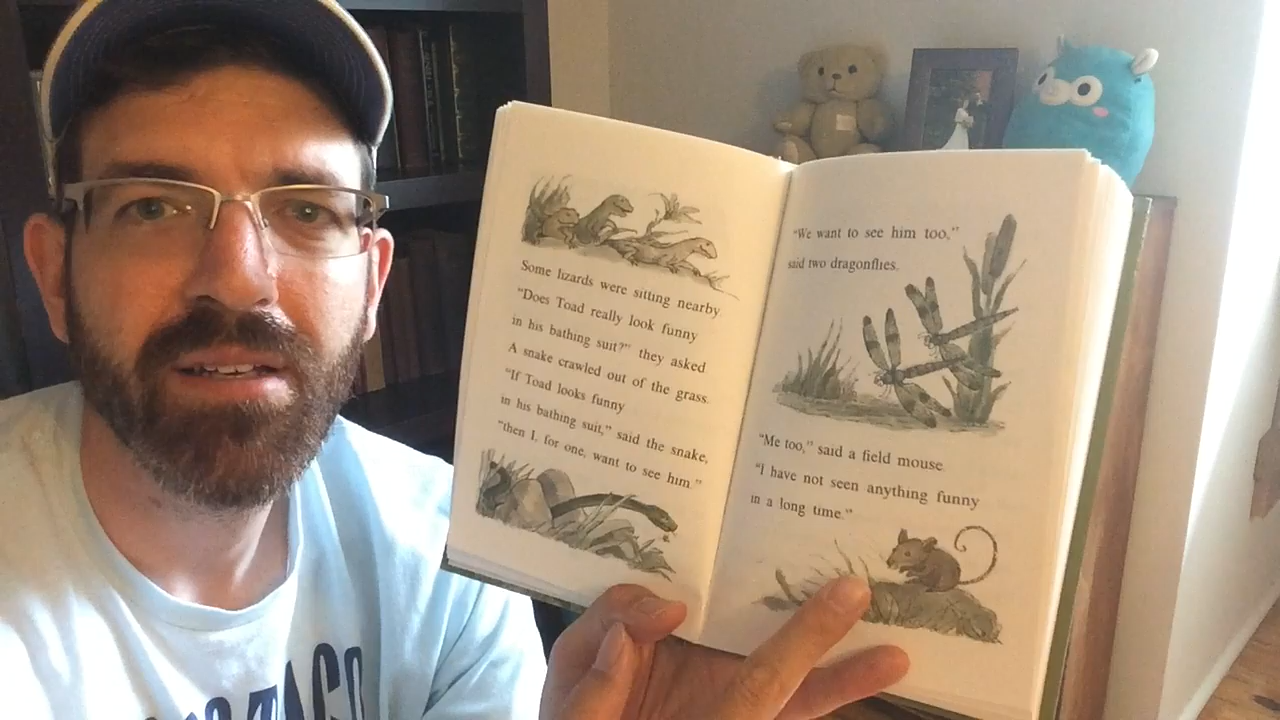 Some lizards were sitting nearby.
"Does Toad really look funny
in his bathing suit?" they asked
A snake crawled out of the grass.
"If Toad looks funny
in his bathing suit," said the snake,
"then I, for one, want to see him."
"We want to see him too,"
said two dragonflies.
"Me too," said a field mouse.
"I have not seen anything funny
in a long time."